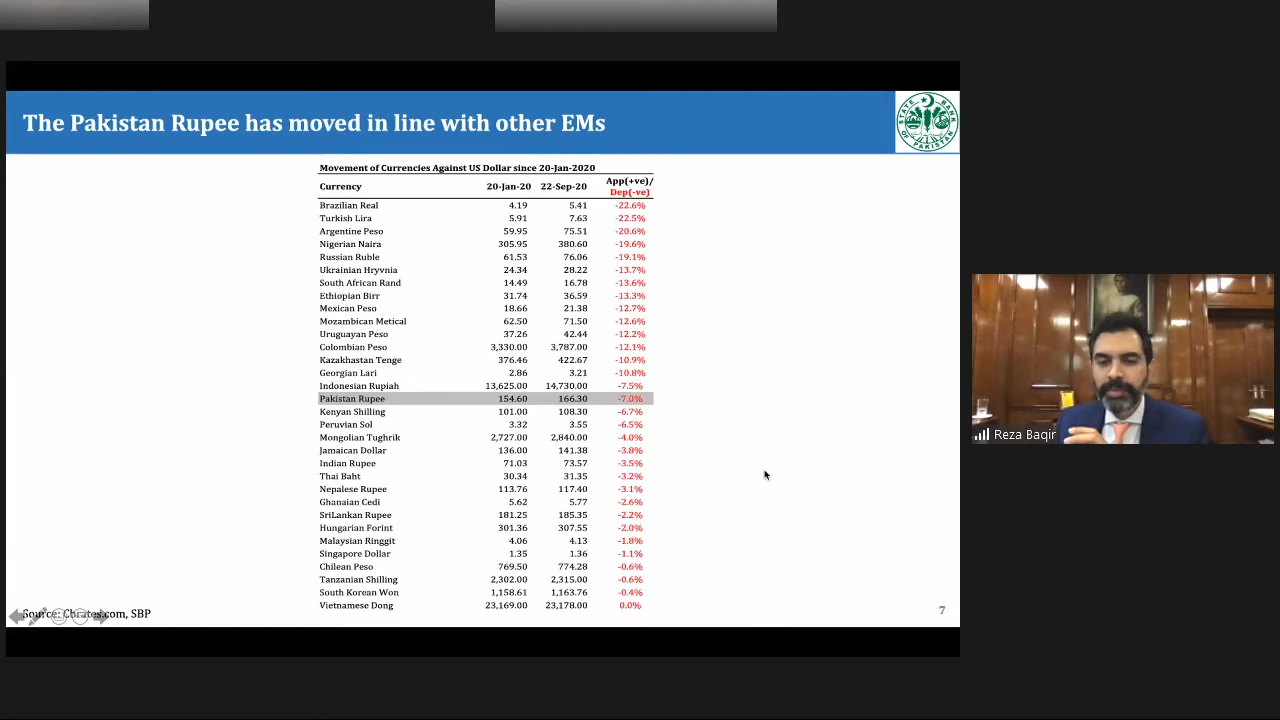 The Pakistan Rupee has moved in line with other EMs
STATE BANK OF PAKISTAN
Movement of Currencies Against US Dollar since 20-Jan-2020
Currency 20-Jan-20 22-Sep-20 App(+ve)/
Dep(-ve)
Brazilian Real 4.19 5.41 -22.6%
Turkish Lira 5.91 7.63 -22.5%
Argentine Peso 59.95 75.51 -20.6%
Nigerian Naira 305.95 380.60 -19.6%
Russian Ruble 61.53 76.06 -19.1%
Ukrainian Hryvnia 24.34 28.22 -13.7%
South African Rand 14.49 16.78 -13.6%
Ethiopian Birr 31.74 36.59 -13.3%
Mexican Peso 18.66 21.38 -12.7%
Mozambican Metical 62.50 71.50 -12.6%
Uruguayan Peso 37.26 42.44 -12.2%
Colombian Peso 3,330.00 3,787.00 -12.1%
Kazakhstan Tenge 376.46 422.67 -10.9%
Georgian Lari 2.86 3.21 -10.8%
Indonesian Rupiah 13,625.00 14,730.00 -7.5%
Pakistan Rupee 154.60 166.30 -7.0%
Kenyan Shilling 101.00 108.30 -6.7%
Peruvian Sol 3.32 3.55 -6.5%
Mongolian Tughrik 2,727.00 2,840.00 -4.0%
Jamaican Dollar 136.00 141.38 -3.8%
Indian Rupee 71.03 73.57 -3.5%
Thai Baht 30.34 31.35 -3.2%
Nepalese Rupee 113.76 117.40 -3.1%
Ghanaian Cedi 5.62 5.77 -2.6%
SriLankan Rupee 181.25 185.35 -2.2%
Hungarian Forint 301.36 307.55 -2.0%
Malaysian Ringgit 4.06 4.13 -1.8%
Singapore Dollar 1.35 1.36 -1.1%
Chilean Peso 769.50 774.28 -0.6%
Tanzanian Shilling 2,302.00 2,315.00 -0.6%
South Korean Won 1,158.61 1,163.76 -0.4%
Vietnamese Dong 23,169.00 23,178.00 0.0%
Source: Cbrates.com, SBP
7
Reza Baqir